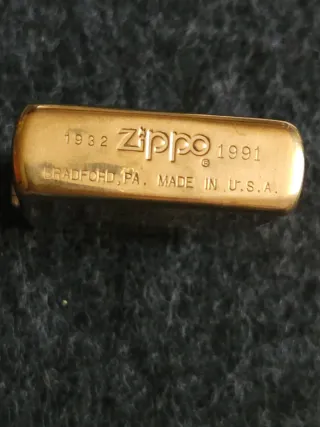 1932 Zippo® 1991
BRADFORD, PA. MADE IN U.S.A.